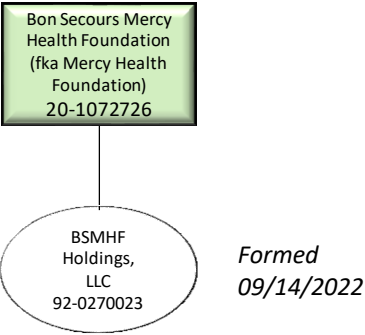 Bon Secours Mercy
Health Foundation
(fka Mercy Health
Foundation)
20-1072726
BSMHF
Holdings,
LLC
92-0270023
Formed
09/14/2022